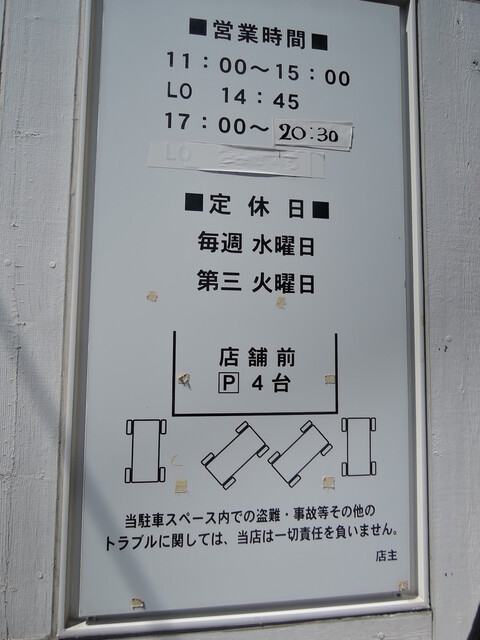 ■営業時間■
11：00～15：00
LO　14：45
17：00～20:30
■定 休 日■
毎週 水曜日
第三 火曜日
店舗前
P 4台
当駐車スペース内での盗難・事故等その他の
トラブルに関しては、当店は一切責任を負いません。
店主